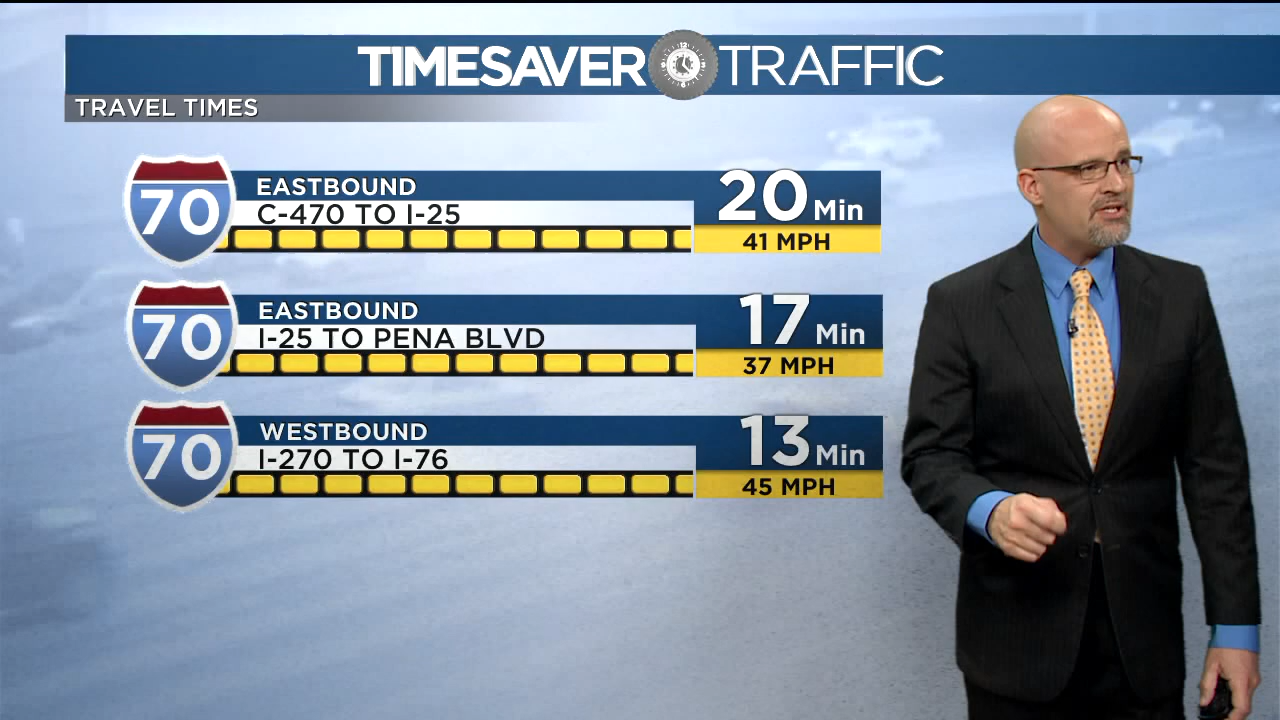 TIMESAVER TRAFFIC
TRAVEL TIMES
70
EASTBOUND
C-470 TO I-25
20 Min
41 MPH
70
EASTBOUND
I-25 TO PENA BLVD
17 Min
37 MPH
70
WESTBOUND
I-270 TO I-76
13 Min
45 MPH